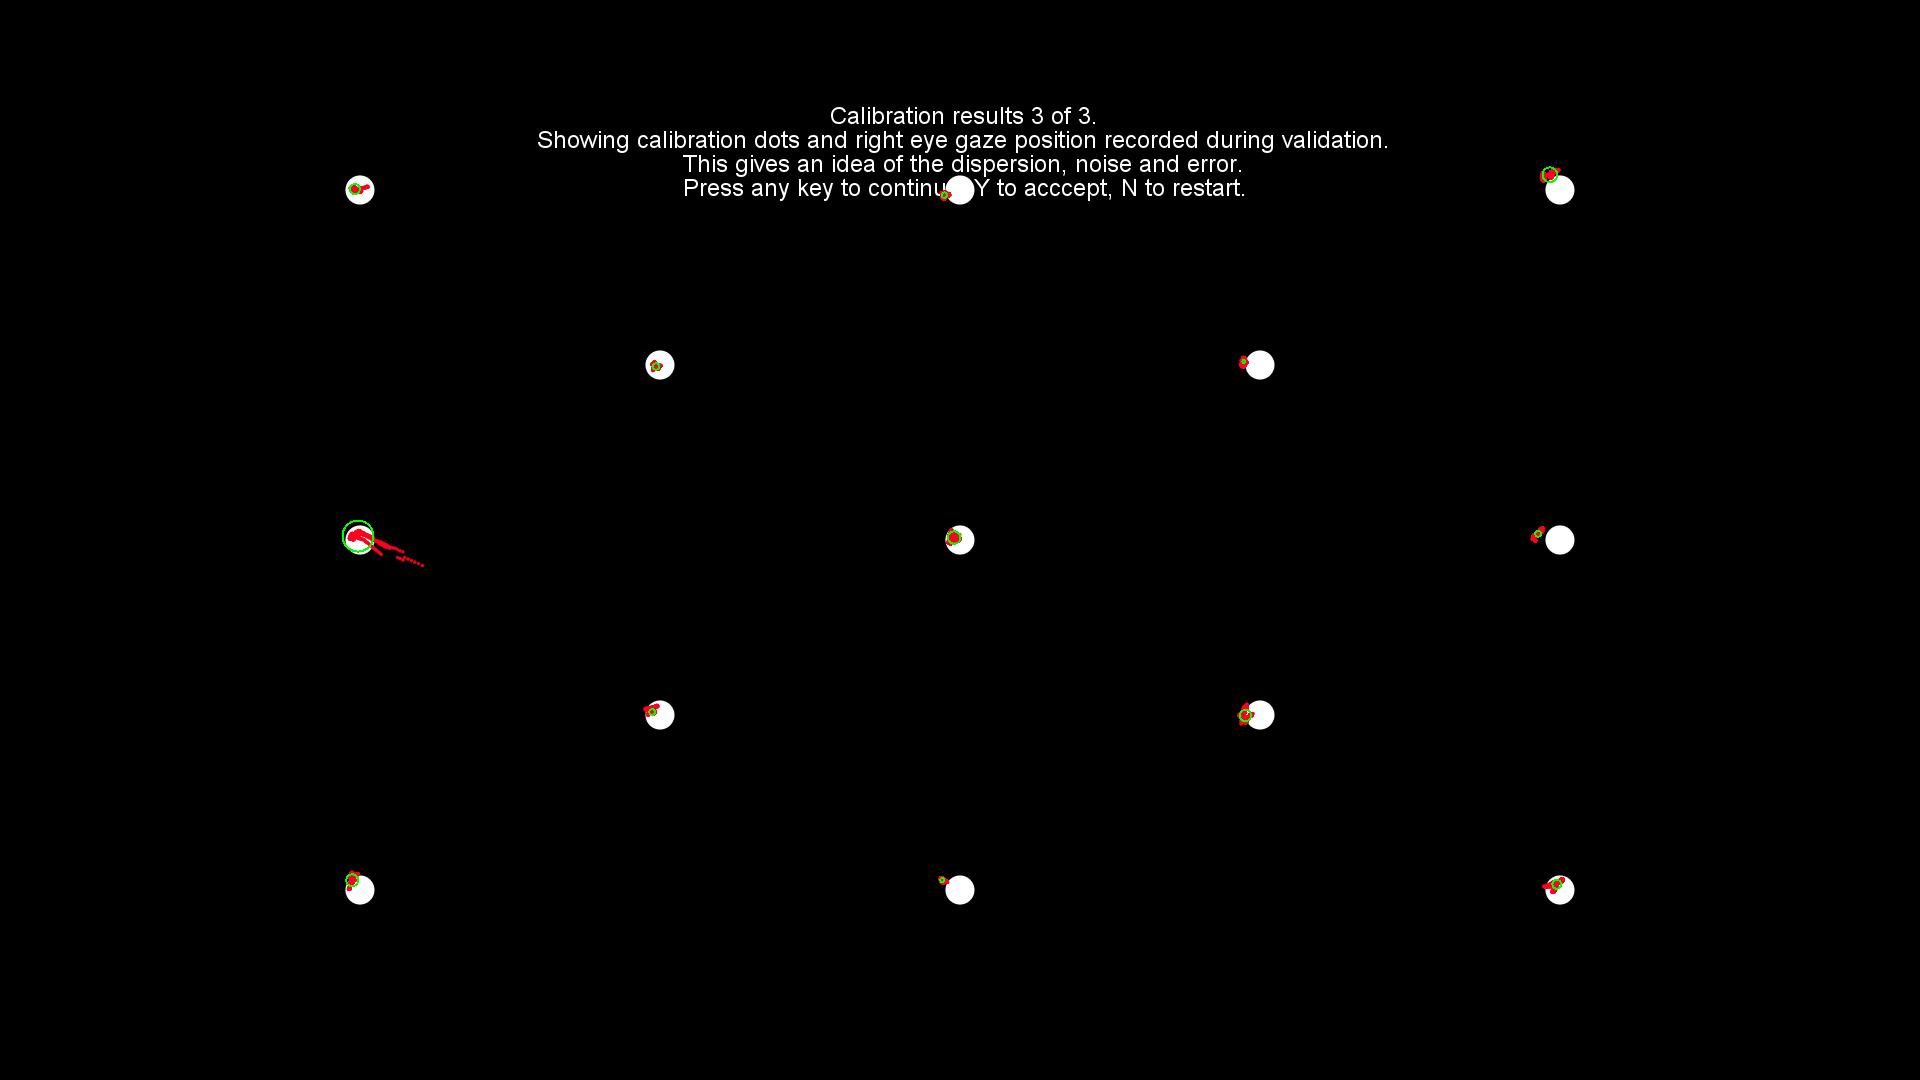 Calibration results 3 of 3.
Showing calibration dots and right eye gaze position recorded during validation.
This gives an idea of the dispersion, noise and error.
Press any key to continu Y to acccept, N to restart.